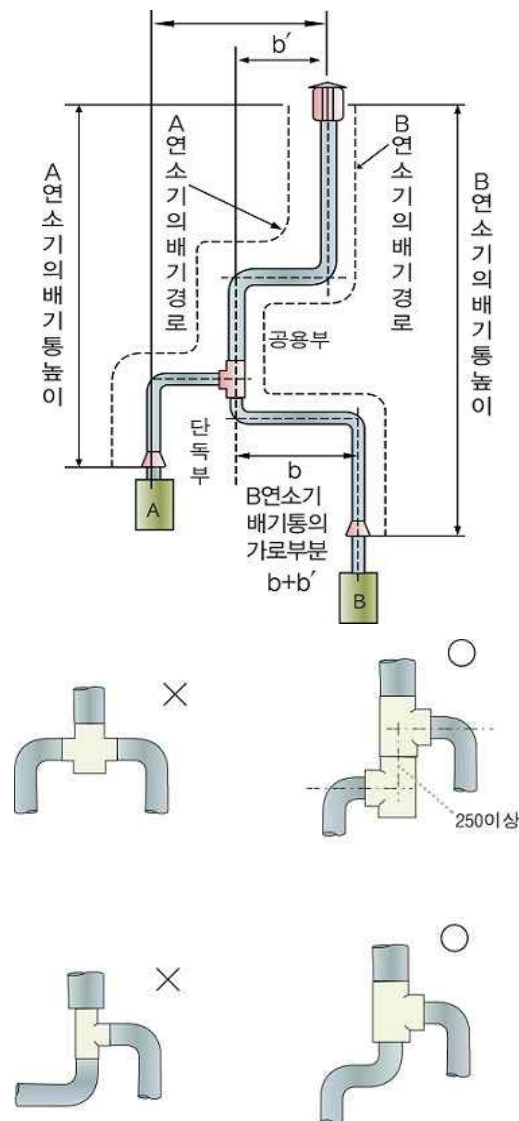 b′
A연소기의배기통높이
A연소기의배기경로
B연소기의배기경로
B연소기의배기통높이
공용부
단독부
b
B연소기
배기통의
가로부분
b+b′
A
B
×
○
250이상
×
○